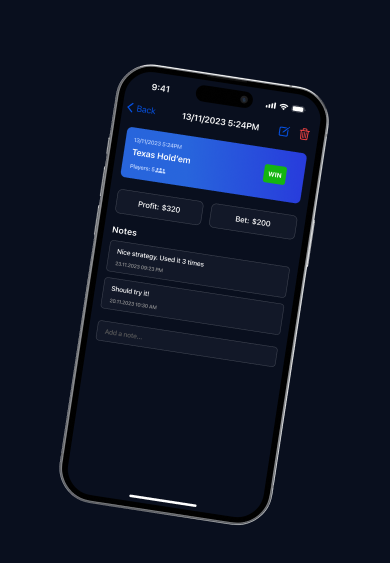 9:41
Back
13/11/2023 5:24PM
13/11/2023 5:24PM
Texas Hold'em
Players: 5
WIN
Profit: $320
Bet: $200
Notes
Nice strategy. Used it 3 times
23.11.2023 09:23 PM
Should try it!
20.11.2023 10:30 AM
Add a note...